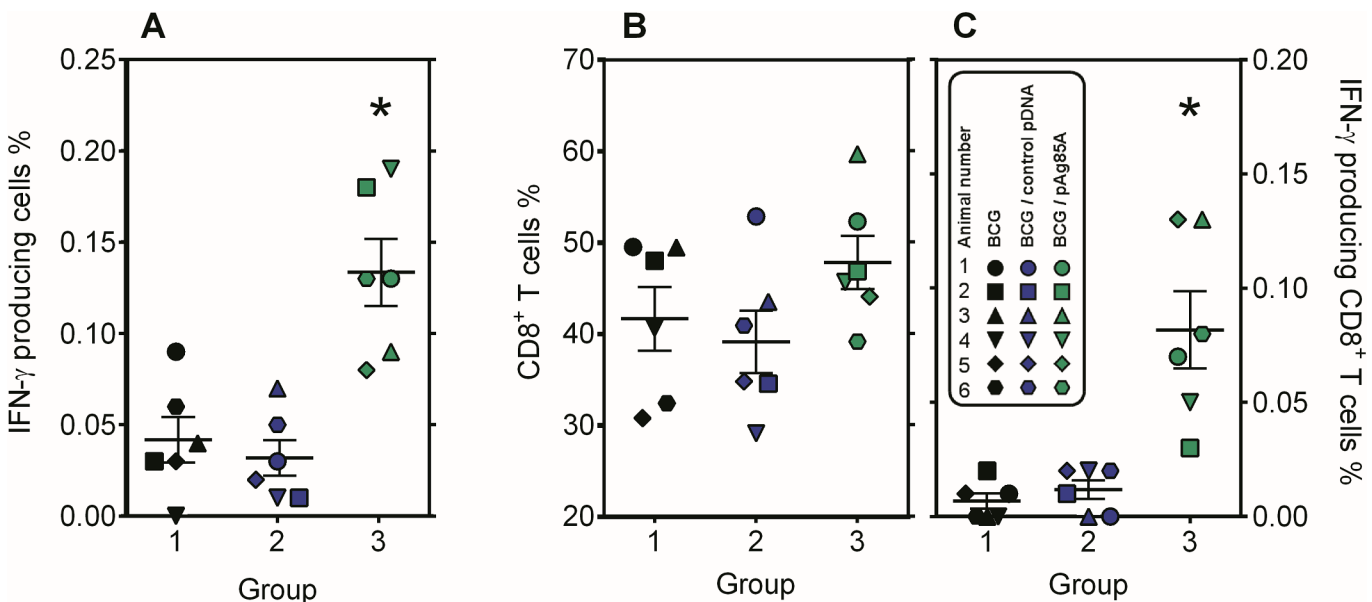 A
IFN-γ producing cells %
0.25
0.20
0.15
0.10
0.05
0.00
*
1 2 3
Group
B
CD8+ T cells %
70
60
50
40
30
20
1 2 3
Group
C
Animal number
BCG
BCG / control pDNA
BCG / pAg85A
1
2
3
4
5
6
*
0.20
0.15
0.10
0.05
0.00
IFN-γ producing CD8+ T cells %
1 2 3
Group